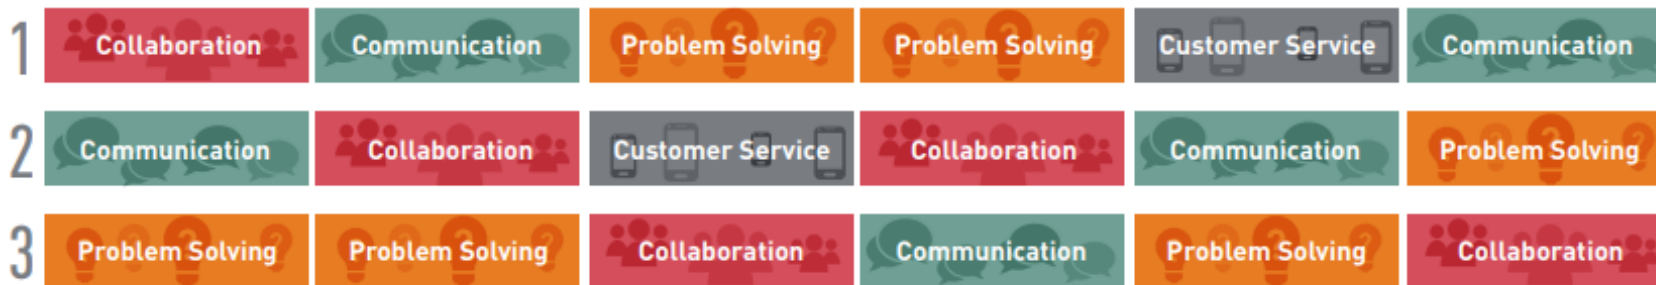 1 Collaboration Communication Problem Solving Problem Solving Customer Service Communication
2 Communication Collaboration Customer Service Collaboration Communication Problem Solving
3 Problem Solving Problem Solving Collaboration Communication Problem Solving Collaboration